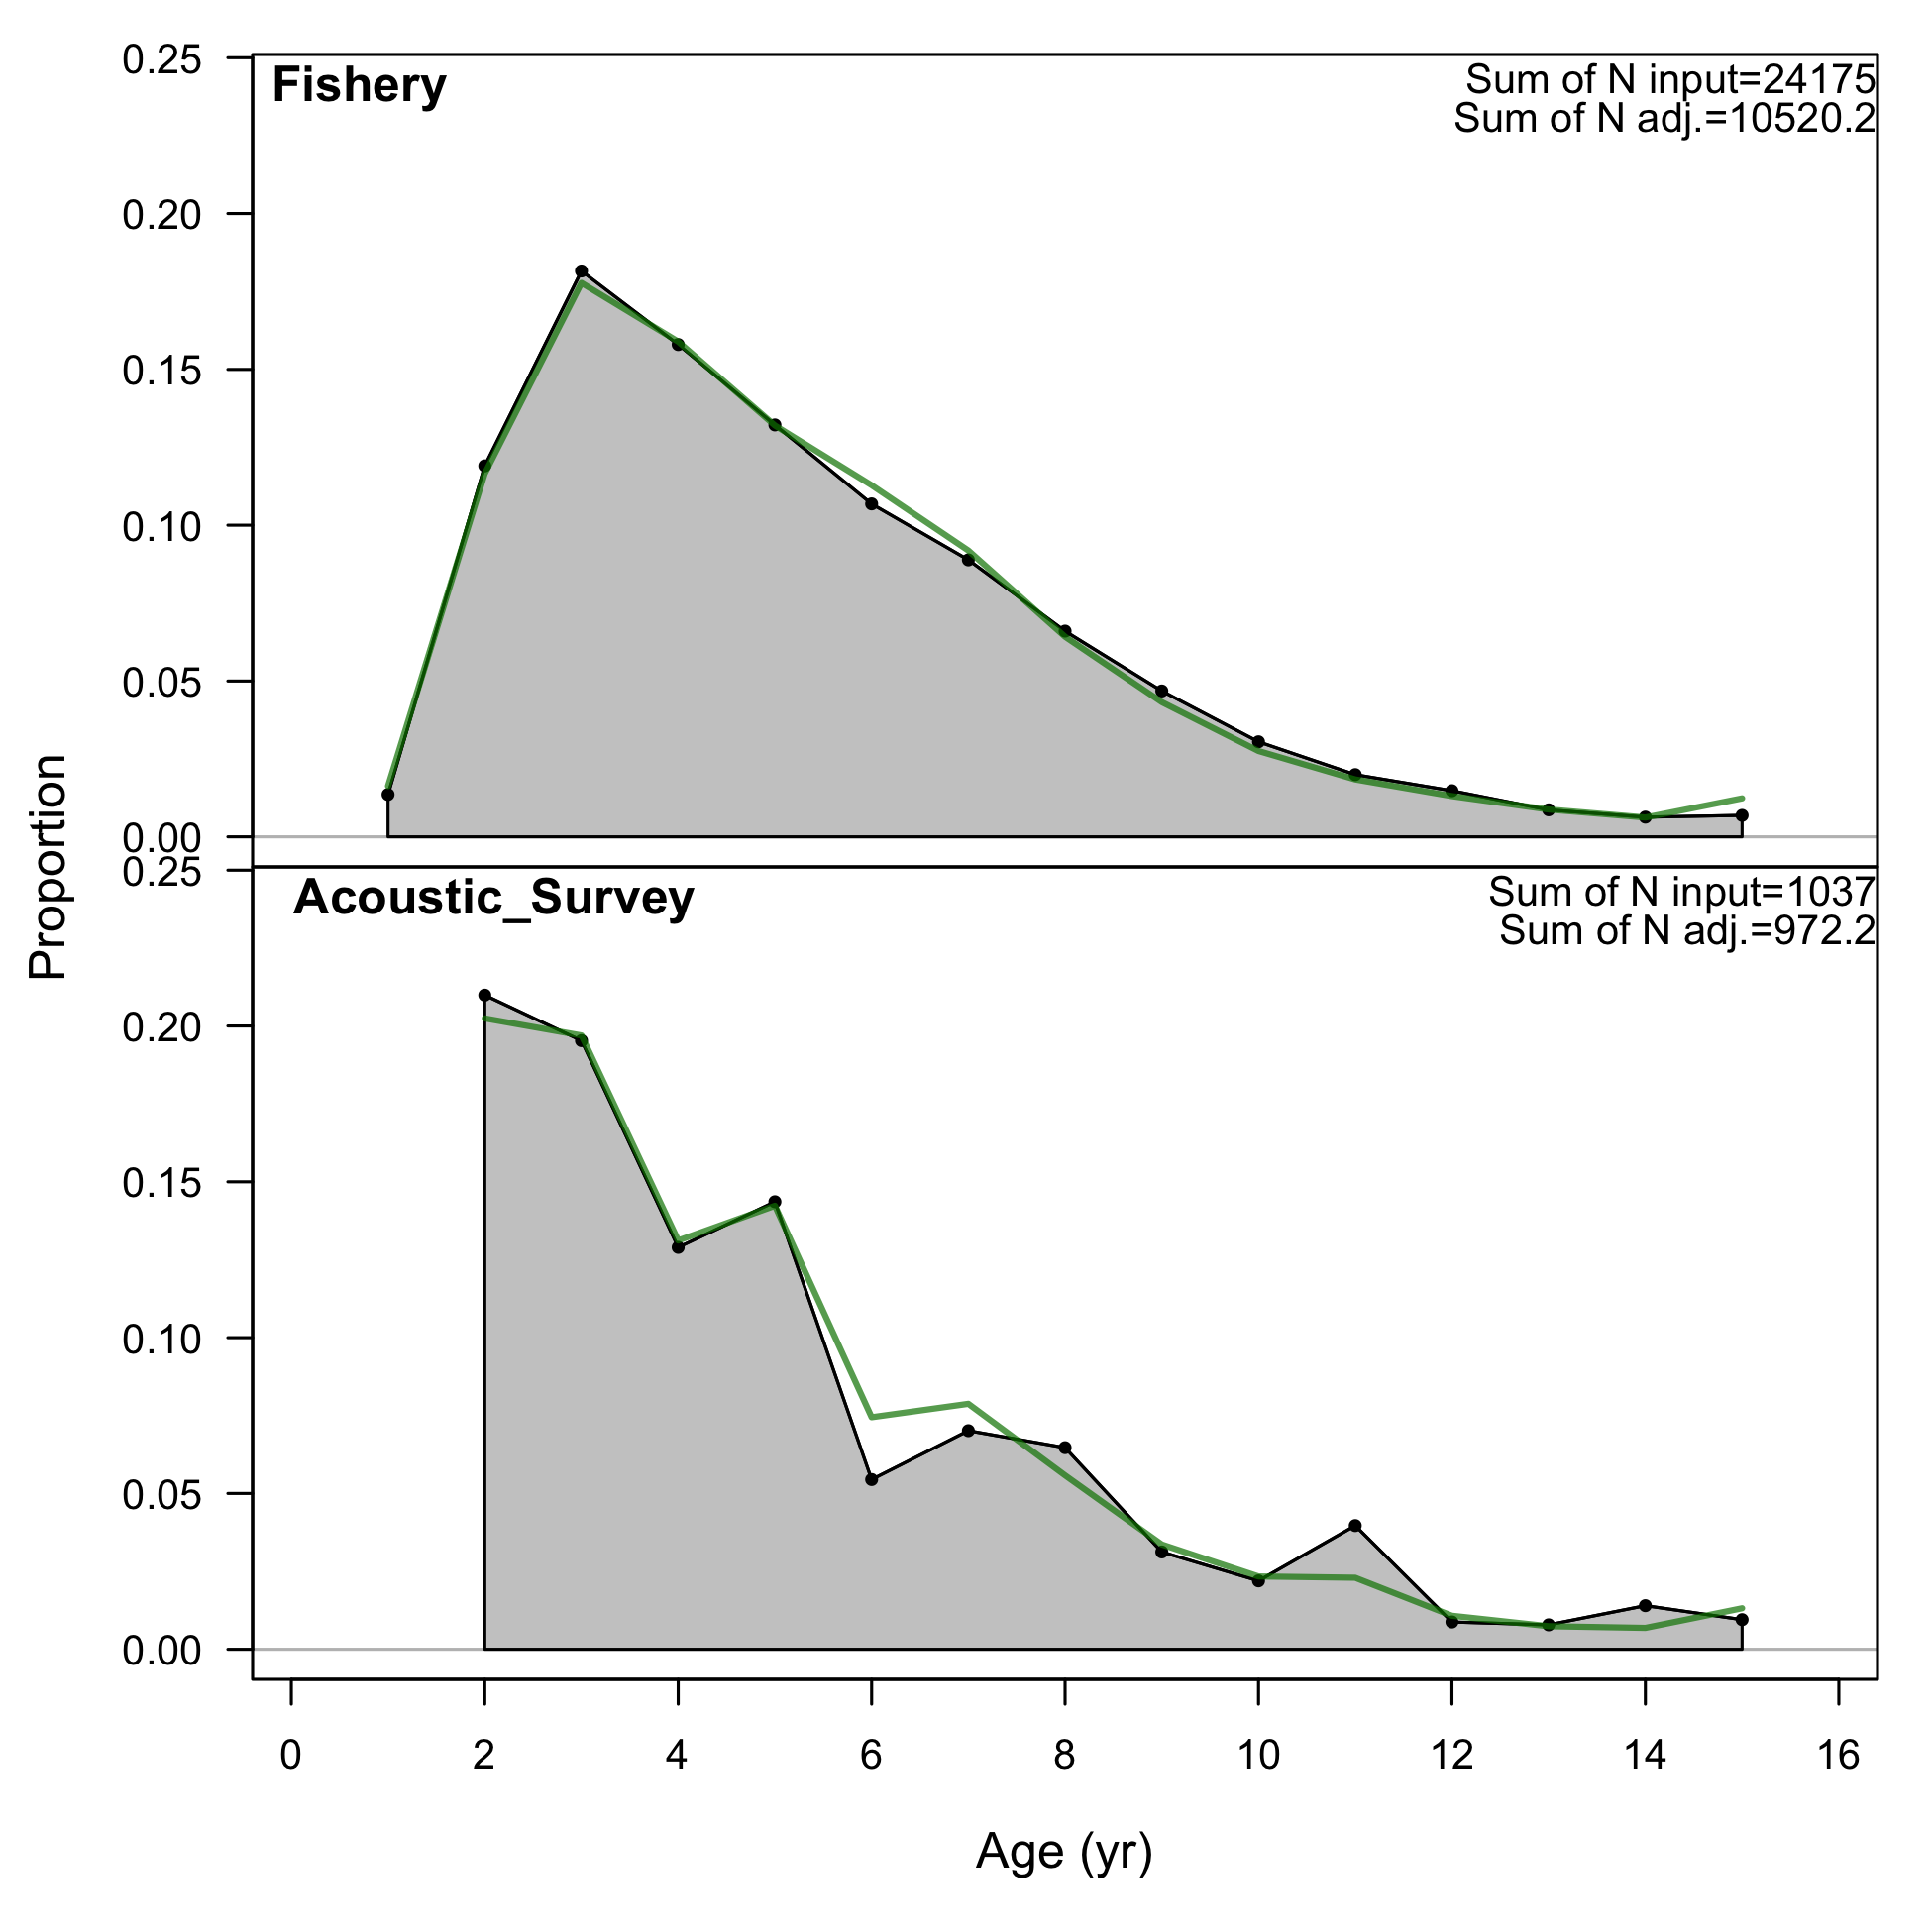 Proportion
0.25
0.20
0.15
0.10
0.05
0.00
Fishery
Sum of N input=24175
Sum of N adj.=10520.2
0.25
0.20
0.15
0.10
0.05
0.00
Acoustic_Survey
Sum of N input=1037
Sum of N adj.=972.2
0 2 4 6 8 10 12 14 16
Age (yr)